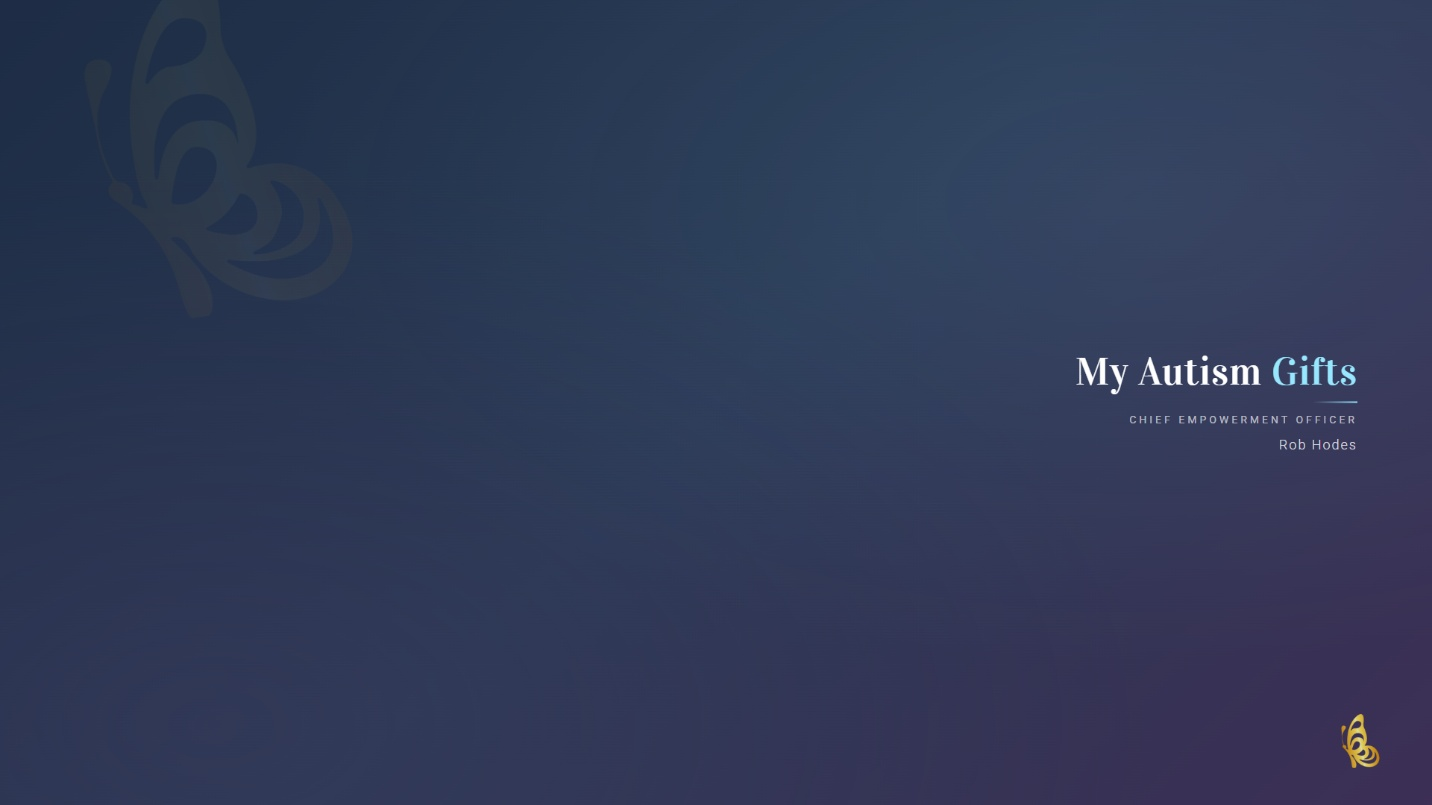 My Autism Gifts
CHIEF EMPOWERMENT OFFICER
Rob Hodes